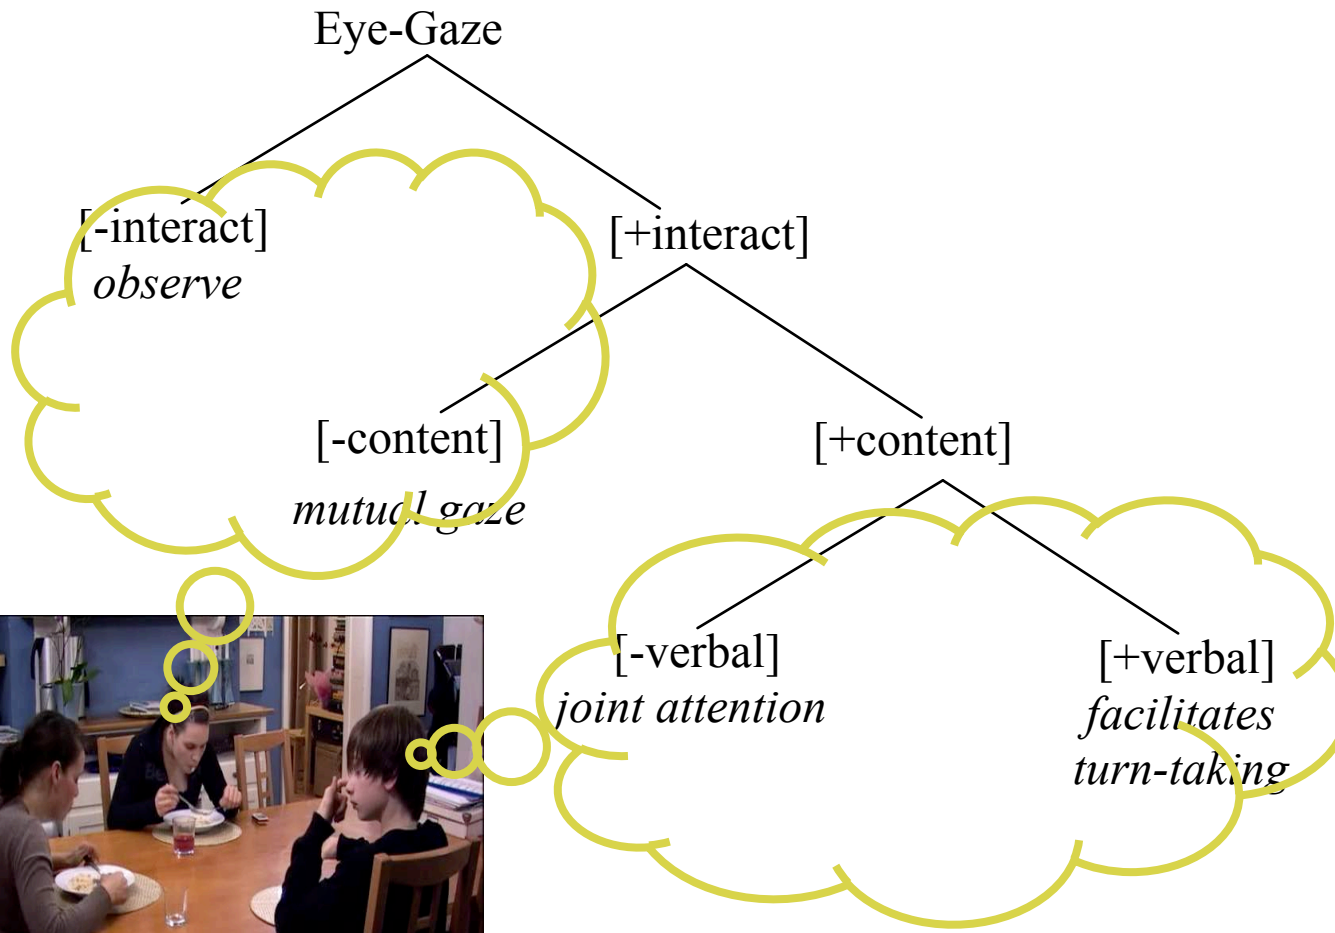 Eye-Gaze
[-interact]
observe
[+interact]
[-content]
mutual gaze
[+content]
[-verbal]
joint attention
[+verbal]
facilitates
turn-taking